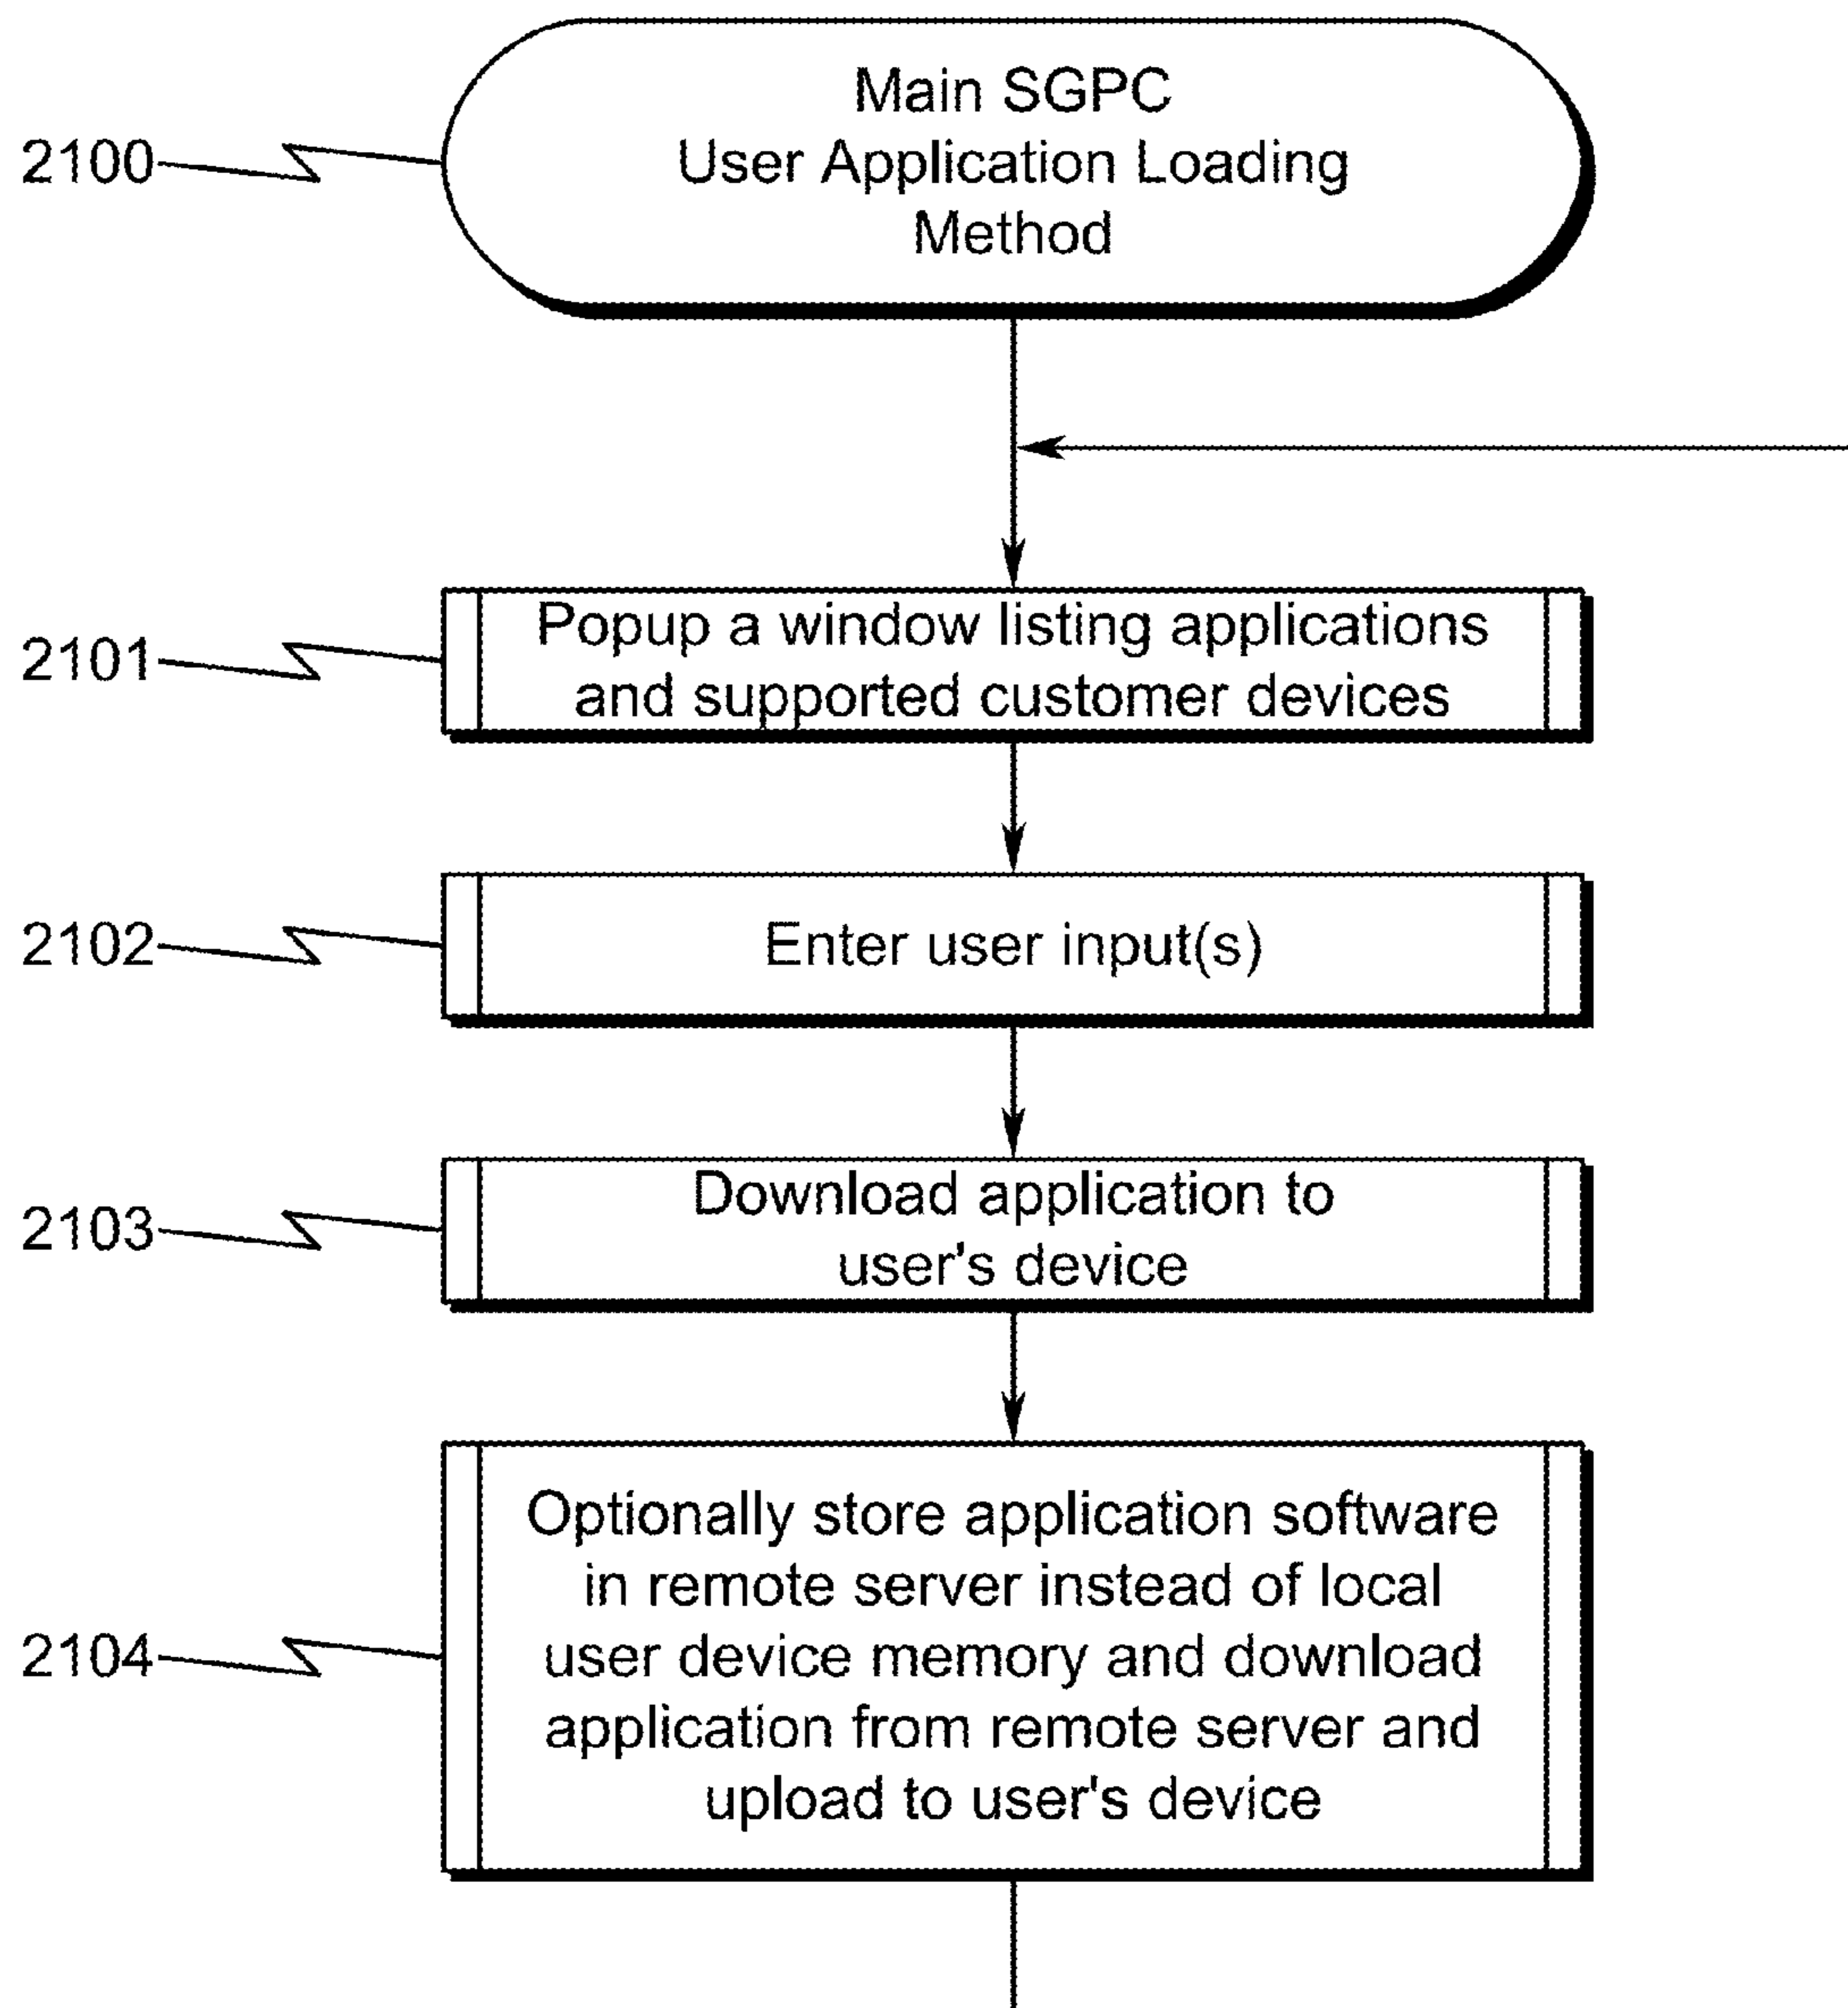 Main SGPC
2100
User Application Loading
Method
Popup a window listing applications
2101
and supported customer devices
2102
Enter user input(s)
Download application to
2103
user's device
Optionally store application software
in remote server instead of local
2104
user device memory and download
application from remote server and
upload to user's device